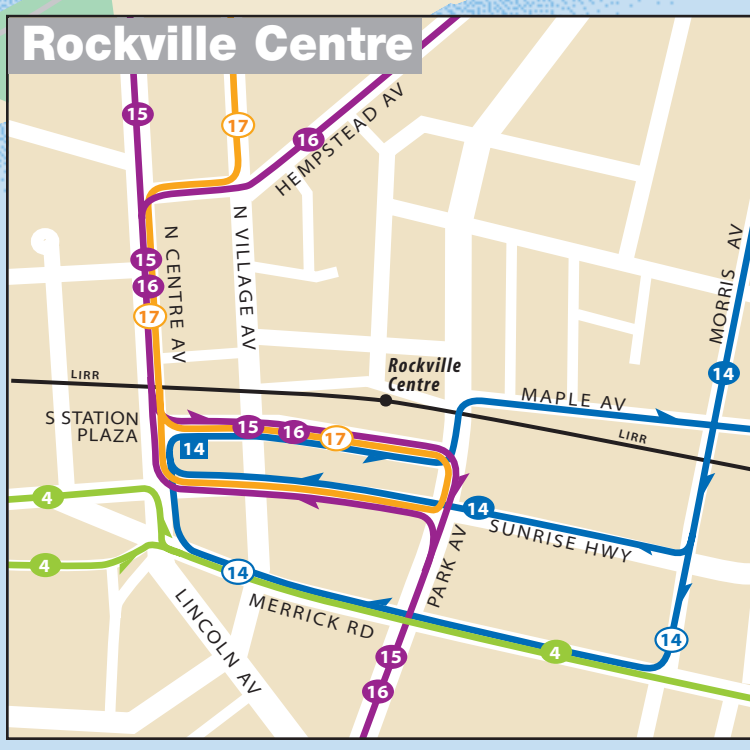 Rockville Centre
15
17
16
HEMPSTEAD AV
N CENTRE AV
N VILLAGE AV
MORRIS AV
15
16
17
LIRR
Rockville
Centre
14
MAPLE AV
S STATION
PLAZA
15
16
17
LIRR
14
4
14
SUNRISE HWY
PARK AV
4
14
MERRICK RD
LINCOLN AV
14
4
15
16